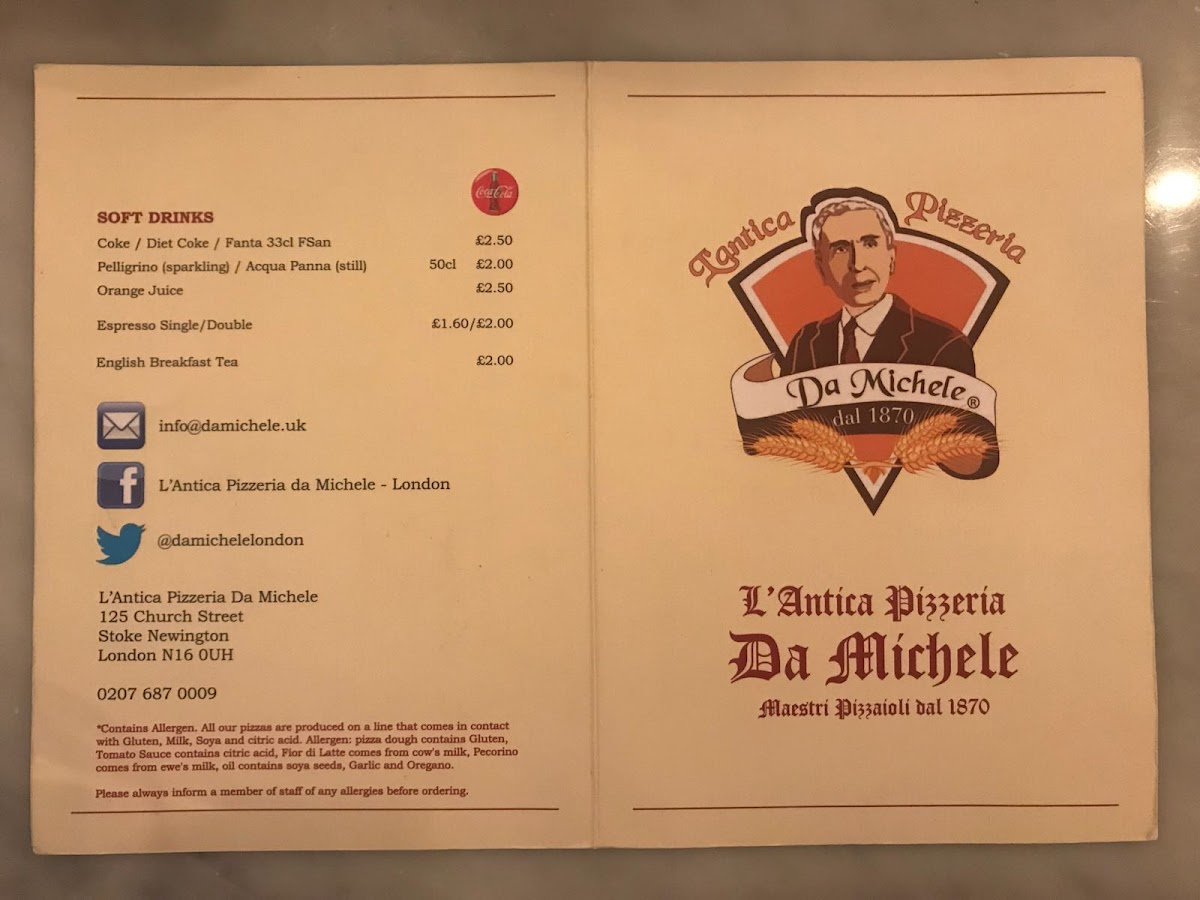 Coca-Cola
SOFT DRINKS
Coke / Diet Coke / Fanta 33cl FSan £2.50
Pelligrino (sparkling) / Acqua Panna (still) 50cl £2.00
Orange Juice £2.50
Espresso Single/Double £1.60/£2.00
English Breakfast Tea £2.00
info@damichele.uk
f L'Antica Pizzeria da Michele - London
@damichelelondon
L'Antica Pizzeria Da Michele
125 Church Street
Stoke Newington
London N16 0UH
0207 687 0009
*Contains Allergen. All our pizzas are produced on a line that comes in contact
with Gluten, Milk, Soya and citric acid. Allergen: pizza dough contains Gluten,
Tomato Sauce contains citric acid, Fior di Latte comes from cow's milk, Pecorino
comes from ewe's milk, oil contains soya seeds, Garlic and Oregano.
Please always inform a member of staff of any allergies before ordering.
L'antica Pizzeria
Da Michele®
dal 1870
L'Antica Pizzeria
Da Michele
Maestri Pizzaioli dal 1870